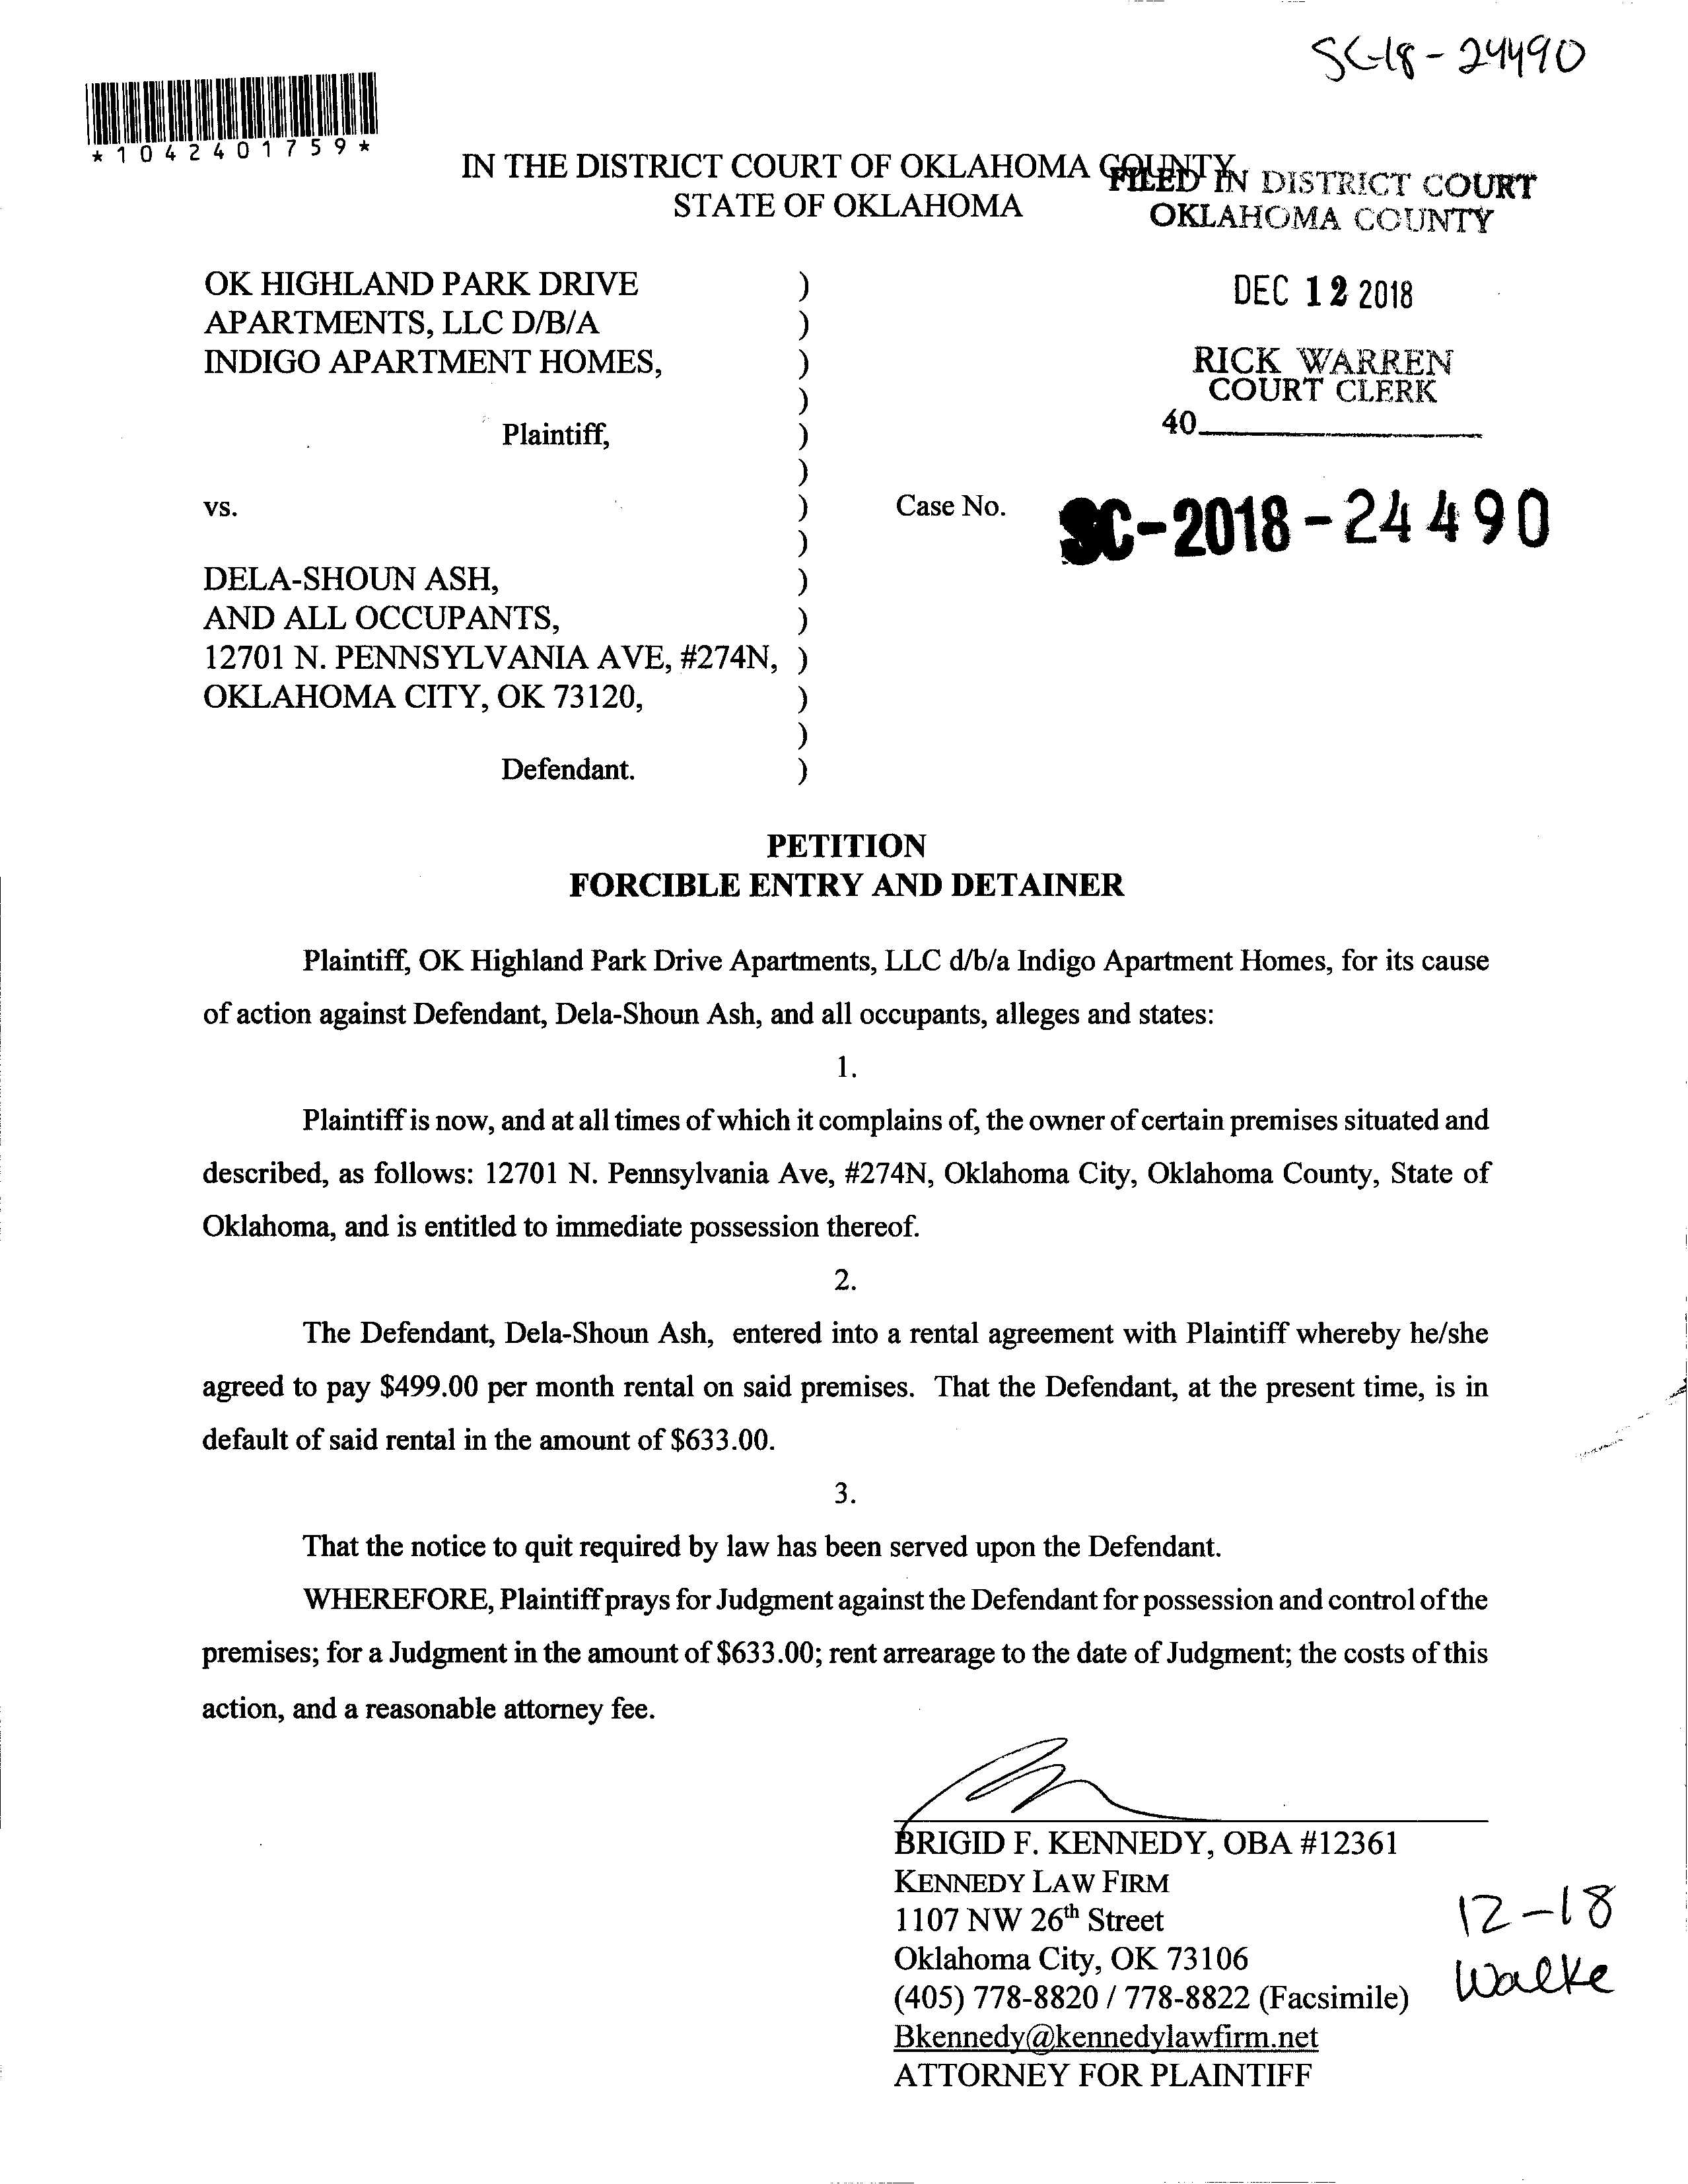 SC-18-24490
*1042401759*
IN THE DISTRICT COURT OF OKLAHOMA COUNTY
STATE OF OKLAHOMA
FILED IN DISTRICT COURT
OKLAHOMA COUNTY
DEC 12 2018
RICK WARREN
COURT CLERK
40
OK HIGHLAND PARK DRIVE )
APARTMENTS, LLC D/B/A )
INDIGO APARTMENT HOMES, )
)
Plaintiff, )
)
vs. ) Case No. SC-2018-24490
)
DELA-SHOUN ASH, )
AND ALL OCCUPANTS, )
12701 N. PENNSYLVANIA AVE, #274N, )
OKLAHOMA CITY, OK 73120, )
)
Defendant. )
PETITION
FORCIBLE ENTRY AND DETAINER
Plaintiff, OK Highland Park Drive Apartments, LLC d/b/a Indigo Apartment Homes, for its cause
of action against Defendant, Dela-Shoun Ash, and all occupants, alleges and states:
1.
Plaintiff is now, and at all times of which it complains of, the owner of certain premises situated and
described, as follows: 12701 N. Pennsylvania Ave, #274N, Oklahoma City, Oklahoma County, State of
Oklahoma, and is entitled to immediate possession thereof.
2.
The Defendant, Dela-Shoun Ash, entered into a rental agreement with Plaintiff whereby he/she
agreed to pay $499.00 per month rental on said premises. That the Defendant, at the present time, is in
default of said rental in the amount of $633.00.
3.
That the notice to quit required by law has been served upon the Defendant.
WHEREFORE, Plaintiff prays for Judgment against the Defendant for possession and control of the
premises; for a Judgment in the amount of $633.00; rent arrearage to the date of Judgment; the costs of this
action, and a reasonable attorney fee.
BRIGID F. KENNEDY, OBA #12361
KENNEDY LAW FIRM
1107 NW 26th Street
Oklahoma City, OK 73106
(405) 778-8820 / 778-8822 (Facsimile)
Bkennedy@kennedylawfirm.net
ATTORNEY FOR PLAINTIFF
12-18
Walke